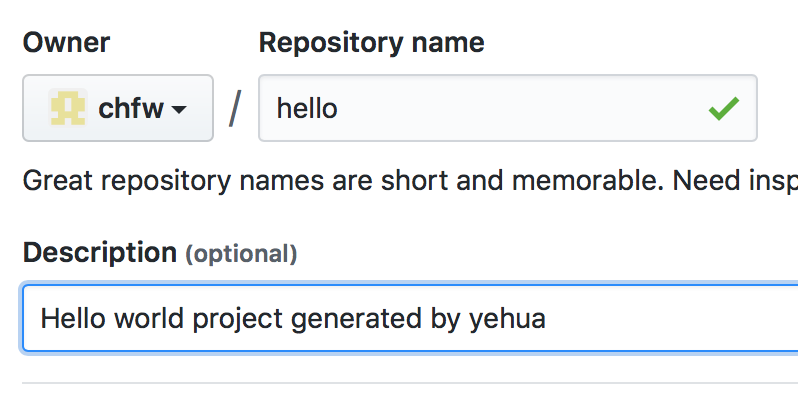 Owner
Repository name
chfw / hello
Great repository names are short and memorable. Need insp
Description (optional)
Hello world project generated by yehua